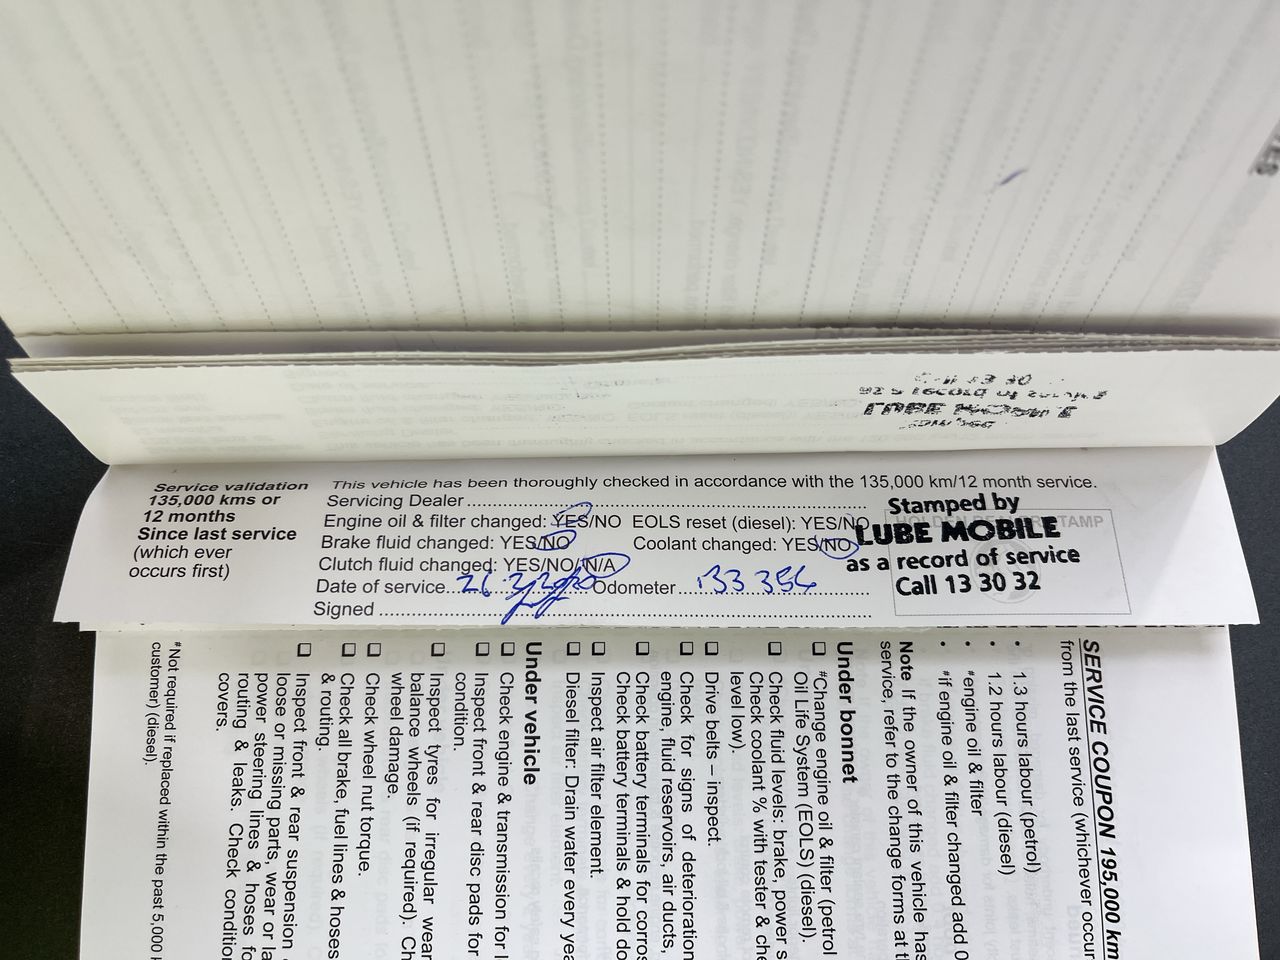 Service validation
135,000 kms or
12 months
Since last service
(which ever
occurs first)
This vehicle has been thoroughly checked in accordance with the 135,000 km/12 month service.
Servicing Dealer
Engine oil & filter changed: YES/NO EOLS reset (diesel): YES/NO
Brake fluid changed: YES/NO Coolant changed: YES/NO
Clutch fluid changed: YES/NO/N/A
Date of service 26 3/2020 Odometer 133 354
Signed
Stamped by
LUBE MOBILE
as a record of service
Call 13 30 32
SERVICE COUPON 195,000 km
from the last service (whichever occur
• 1.3 hours labour (petrol)
• 1.2 hours labour (diesel)
• *engine oil & filter
• *if engine oil & filter changed add 0
Note If the owner of this vehicle has
service, refer to the change forms at t
Under bonnet
☐ #Change engine oil & filter (petrol
Oil Life System (EOLS) (diesel).
☐ Check fluid levels: brake, power s
Check coolant % with tester & che
level low).
☐ Drive belts – inspect.
☐ Check for signs of deterioration
engine, fluid reservoirs, air ducts,
☐ Check battery terminals for corros
Check battery terminals & hold do
☐ Inspect air filter element.
☐ Diesel filter: Drain water every yea
Under vehicle
☐ Check engine & transmission for l
☐ Inspect front & rear disc pads for
condition.
☐ Inspect tyres for irregular wear
balance wheels (if required). Ch
wheel damage.
☐ Check wheel nut torque.
☐ Check all brake, fuel lines & hoses
& routing.
☐ Inspect front & rear suspension
loose or missing parts, wear or la
power steering lines & hoses fo
routing & leaks. Check condition
covers.
*Not required if replaced within the past 5,000
customer) (diesel).